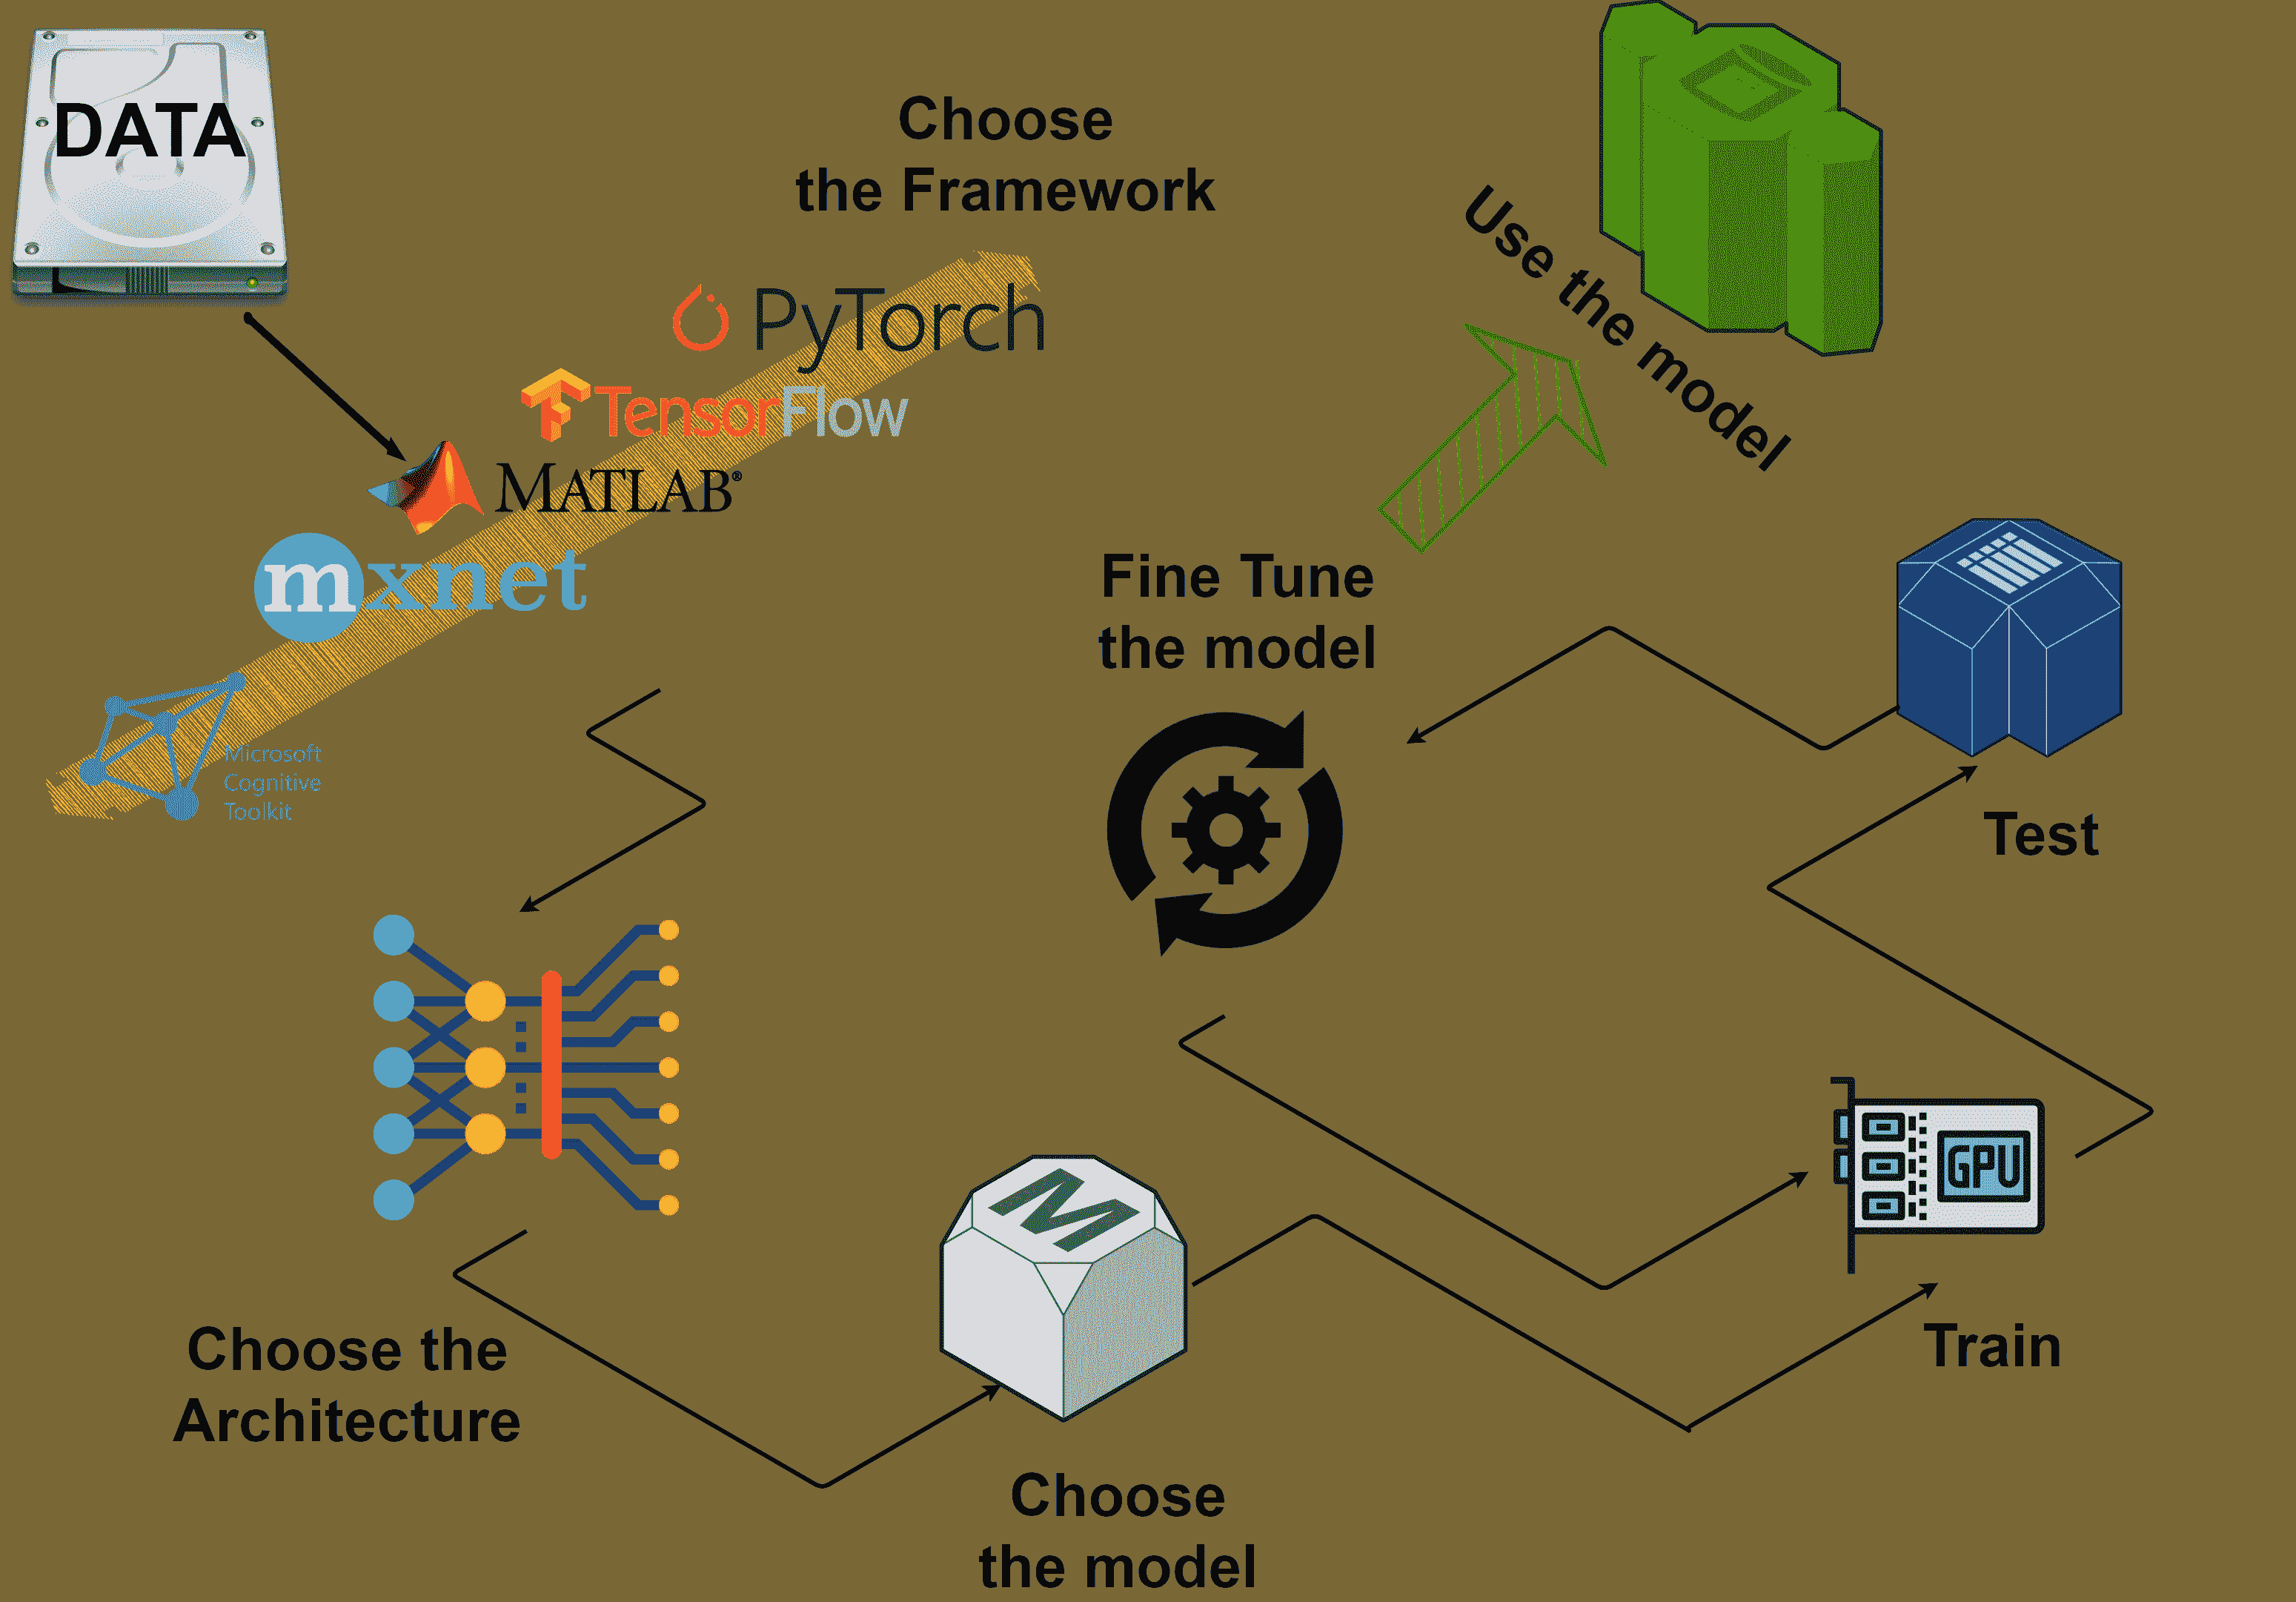 DATA
Choose
the Framework
PyTorch
TensorFlow
MATLAB®
mxnet
Microsoft
Cognitive
Toolkit
Use the model
Fine Tune
the model
Test
GPU
Train
M
Choose the
Architecture
Choose
the model